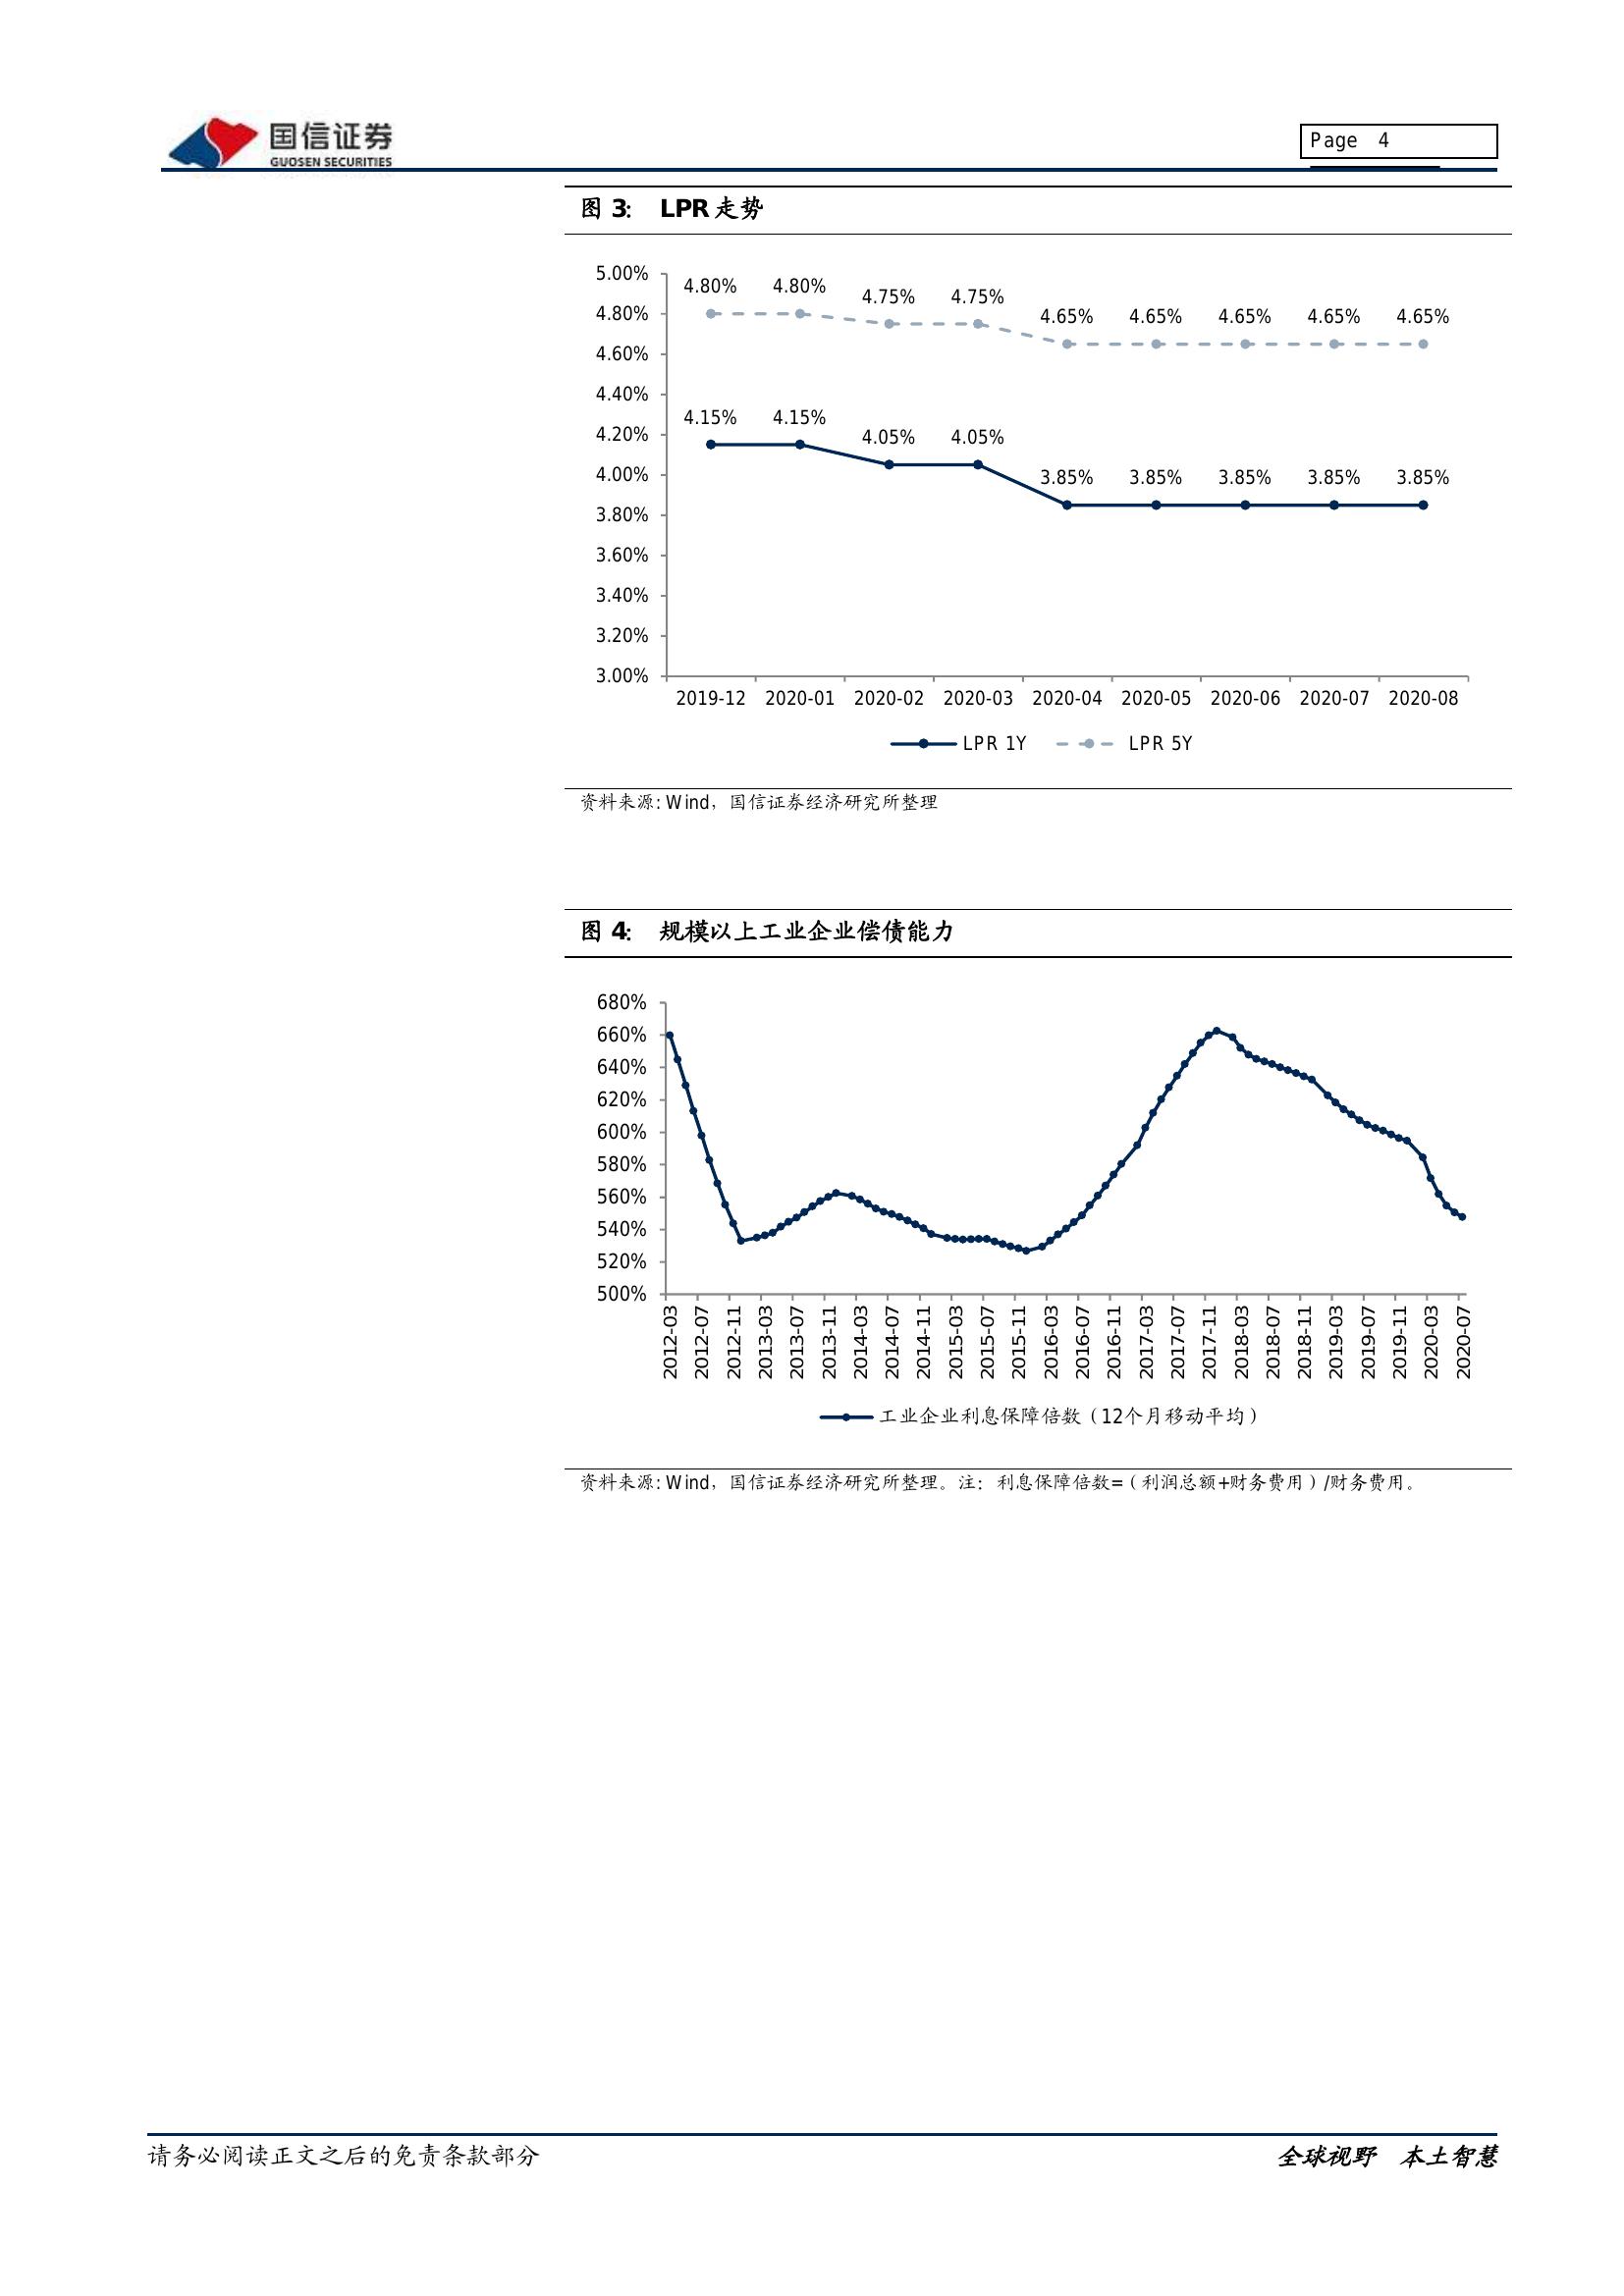 国信证券
GUOSEN SECURITIES
Page 4
图 3: LPR 走势
5.00%
4.80%
4.60%
4.40%
4.20%
4.00%
3.80%
3.60%
3.40%
3.20%
3.00%
4.80% 4.80% 4.75% 4.75% 4.65% 4.65% 4.65% 4.65% 4.65%
4.15% 4.15% 4.05% 4.05% 3.85% 3.85% 3.85% 3.85% 3.85%
2019-12 2020-01 2020-02 2020-03 2020-04 2020-05 2020-06 2020-07 2020-08
LPR 1Y LPR 5Y
资料来源: Wind，国信证券经济研究所整理
图 4: 规模以上工业企业偿债能力
680%
660%
640%
620%
600%
580%
560%
540%
520%
500%
2012-03 2012-07 2012-11 2013-03 2013-07 2013-11 2014-03 2014-07 2014-11 2015-03 2015-07 2015-11 2016-03 2016-07 2016-11 2017-03 2017-07 2017-11 2018-03 2018-07 2018-11 2019-03 2019-07 2019-11 2020-03 2020-07
工业企业利息保障倍数（12个月移动平均）
资料来源: Wind，国信证券经济研究所整理。注：利息保障倍数=（利润总额+财务费用）/财务费用。
请务必阅读正文之后的免责条款部分
全球视野 本土智慧